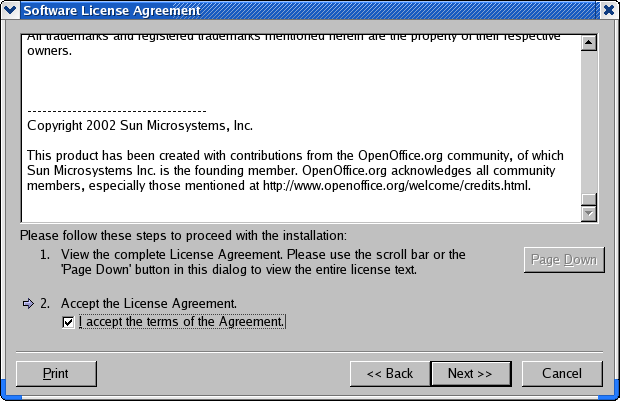 Software License Agreement
All trademarks and registered trademarks mentioned herein are the property of their respective
owners.
------------------------------------
Copyright 2002 Sun Microsystems, Inc.
This product has been created with contributions from the OpenOffice.org community, of which
Sun Microsystems Inc. is the founding member. OpenOffice.org acknowledges all community
members, especially those mentioned at http://www.openoffice.org/welcome/credits.html.
Please follow these steps to proceed with the installation:
1. View the complete License Agreement. Please use the scroll bar or the
'Page Down' button in this dialog to view the entire license text.
Page Down
2. Accept the License Agreement.
I accept the terms of the Agreement.
Print
<< Back
Next >>
Cancel